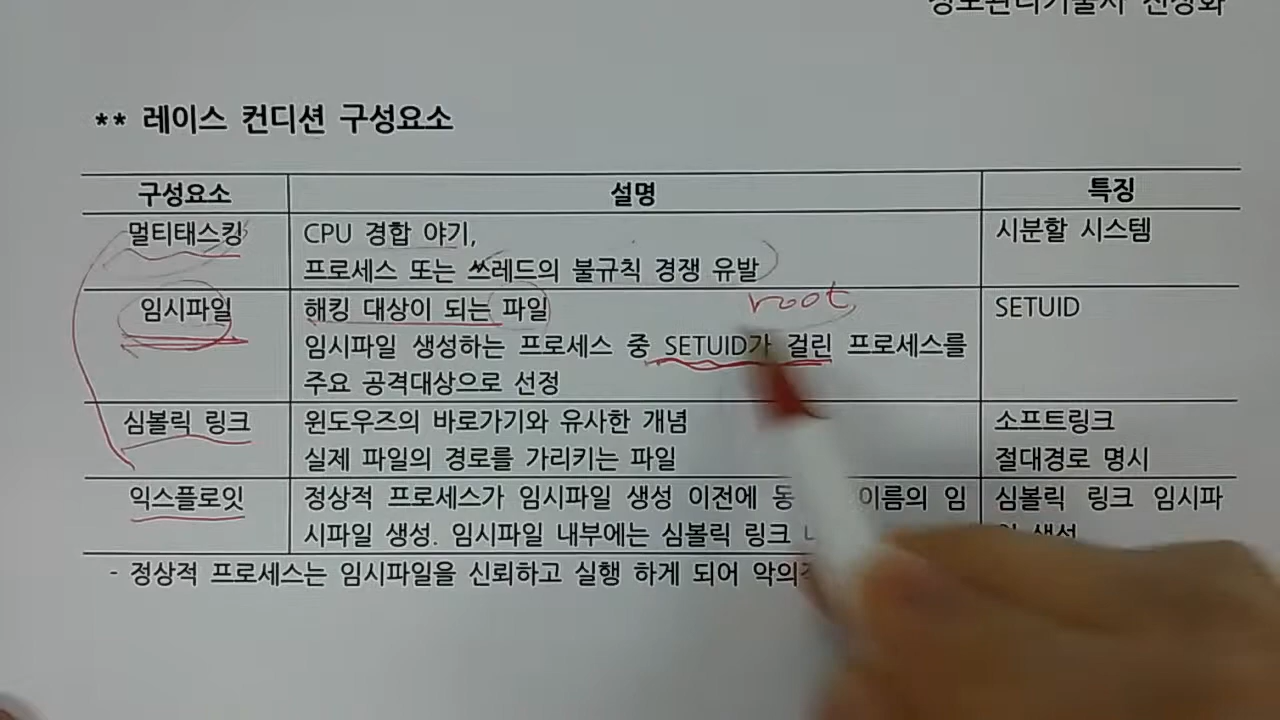 ** 레이스 컨디션 구성요소
구성요소 설명 특징
멀티태스킹 CPU 경합 야기, 시분할 시스템
프로세스 또는 쓰레드의 불규칙 경쟁 유발
root
임시파일 해킹 대상이 되는 파일 SETUID
임시파일 생성하는 프로세스 중 SETUID가 걸린 프로세스를
주요 공격대상으로 선정
심볼릭 링크 윈도우즈의 바로가기와 유사한 개념 소프트링크
실제 파일의 경로를 가리키는 파일 절대경로 명시
익스플로잇 정상적 프로세스가 임시파일 생성 이전에 이름의 임 심볼릭 링크 임시파
시파일 생성. 임시파일 내부에는 심볼릭 링크 생성
- 정상적 프로세스는 임시파일을 신뢰하고 실행 하게 되어